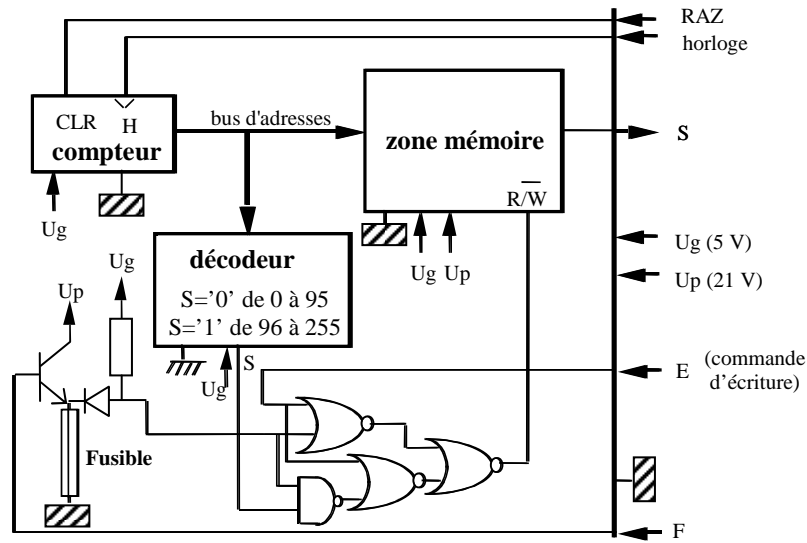 RAZ
horloge
CLR H
compteur
bus d'adresses
zone mémoire
R/W
S
Ug
Ug Up
Ug (5 V)
Up (21 V)
décodeur
S='0' de 0 à 95
S='1' de 96 à 255
Ug
Up
S
Ug
E (commande
d'écriture)
Fusible
F